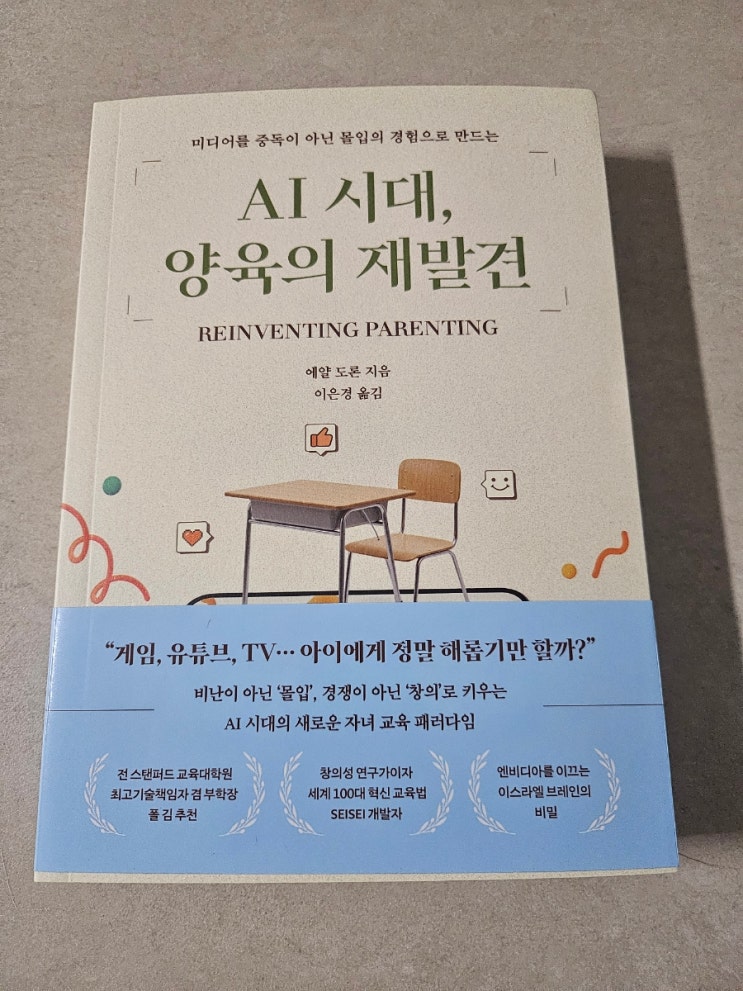 미디어를 중독이 아닌 몰입의 경험으로 만드는
AI 시대,
양육의 재발견
REINVENTING PARENTING
에얄 도론 지음
이은경 옮김
“게임, 유튜브, TV… 아이에게 정말 해롭기만 할까?”
비난이 아닌 ‘몰입’, 경쟁이 아닌 ‘창의’로 키우는
AI 시대의 새로운 자녀 교육 패러다임
전 스탠퍼드 교육대학원
최고기술책임자 겸 부학장
폴 김 추천
창의성 연구가이자
세계 100대 혁신 교육법
SEISEI 개발자
엔비디아를 이끄는
이스라엘 브레인의
비밀